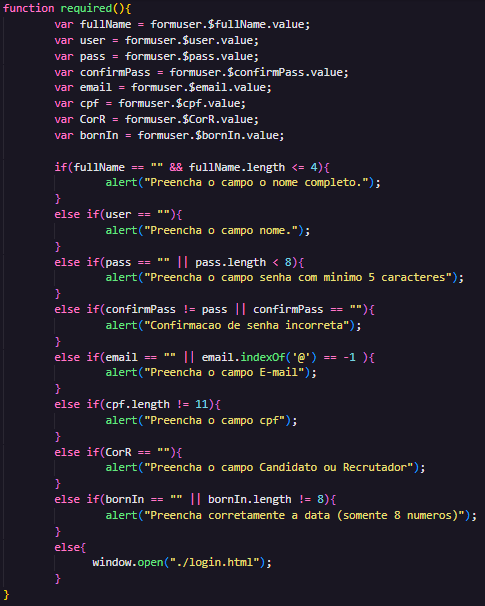 function required(){
var fullName = formuser.$fullName.value;
var user = formuser.$user.value;
var pass = formuser.$pass.value;
var confirmPass = formuser.$confirmPass.value;
var email = formuser.$email.value;
var cpf = formuser.$cpf.value;
var CorR = formuser.$CorR.value;
var bornIn = formuser.$bornIn.value;
if(fullName == "" && fullName.length <= 4){
alert("Preencha o campo o nome completo.");
}
else if(user == ""){
alert("Preencha o campo nome.");
}
else if(pass == "" || pass.length < 8){
alert("Preencha o campo senha com minimo 5 caracteres");
}
else if(confirmPass != pass || confirmPass == ""){
alert("Confirmacao de senha incorreta");
}
else if(email == "" || email.indexOf('@') == -1 ){
alert("Preencha o campo E-mail");
}
else if(cpf.length != 11){
alert("Preencha o campo cpf");
}
else if(CorR == ""){
alert("Preencha o campo Candidato ou Recrutador");
}
else if(bornIn == "" || bornIn.length != 8){
alert("Preencha corretamente a data (somente 8 numeros)");
}
else{
window.open("./login.html");
}
}